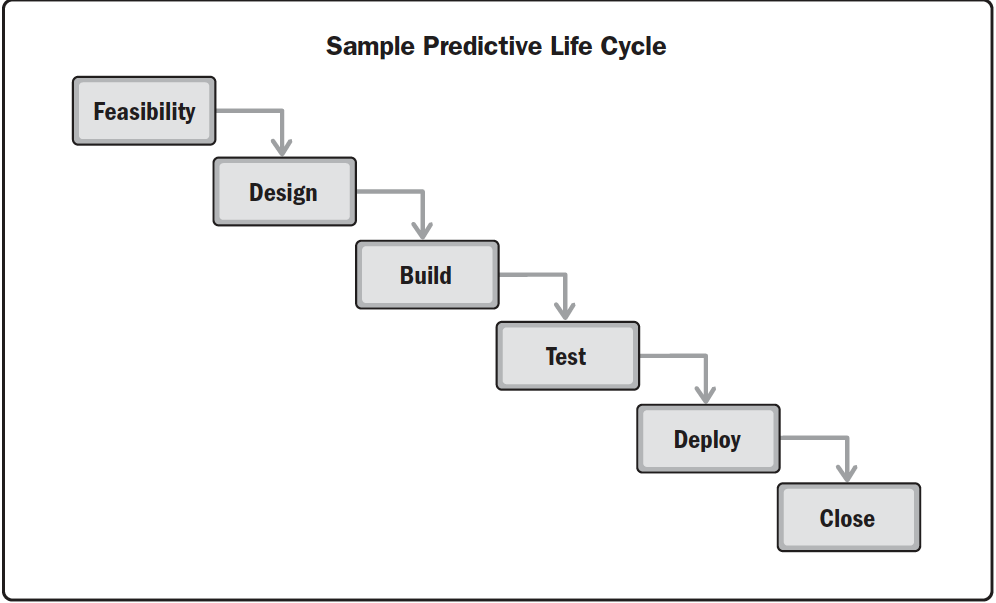 Sample Predictive Life Cycle
Feasibility
Design
Build
Test
Deploy
Close